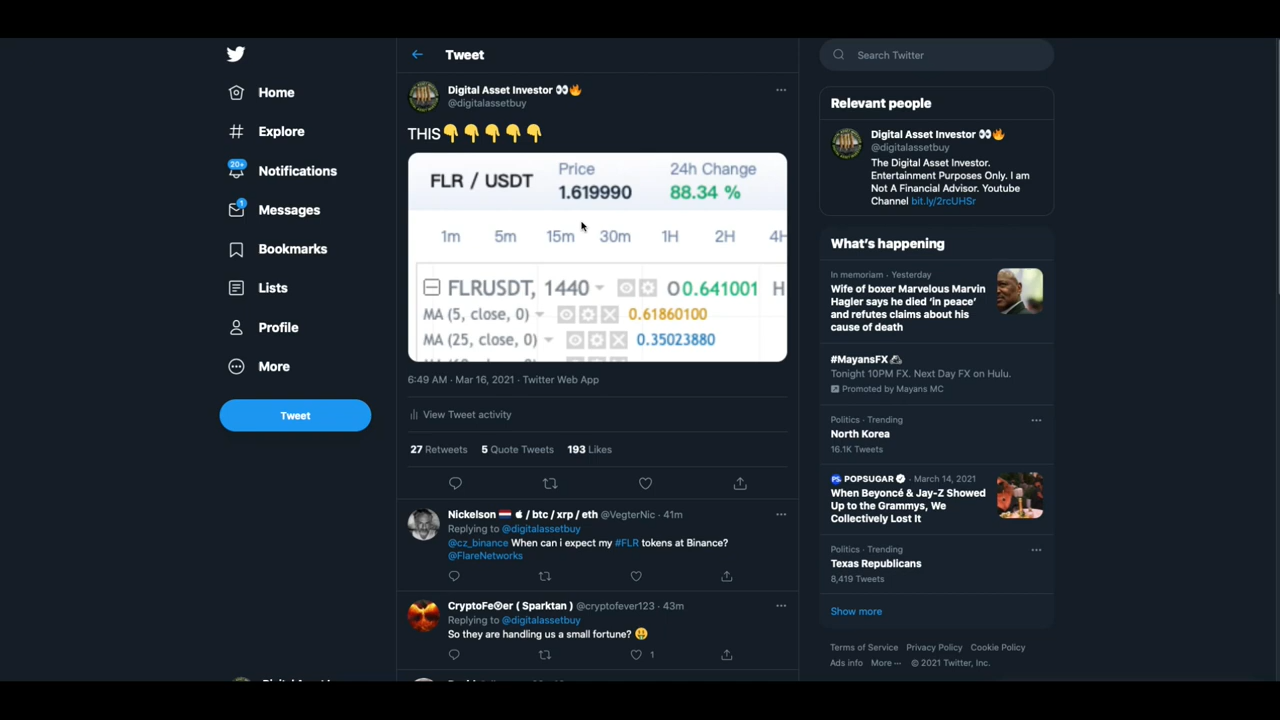 Home
Explore
20+
Notifications
1
Messages
Bookmarks
Lists
Profile
More
Tweet
Tweet
Digital Asset Investor 👀🔥
@digitalassetbuy
THIS👇👇👇👇👇
FLR / USDT
Price
1.619990
24h Change
88.34 %
1m 5m 15m 30m 1H 2H 4H
FLRUSDT, 1440 O0.641001 H
MA (5, close, 0) 0.61860100
MA (25, close, 0) 0.35023880
6:49 AM · Mar 16, 2021 · Twitter Web App
View Tweet activity
27 Retweets 5 Quote Tweets 193 Likes
Nickelson 🇳🇱 / btc / xrp / eth @VegterNic · 41m
Replying to @digitalassetbuy
@cz_binance When can i expect my #FLR tokens at Binance?
@FlareNetworks
CryptoFe☡er ( Sparktan ) @cryptofever123 · 43m
Replying to @digitalassetbuy
So they are handling us a small fortune? 🤑
1
Search Twitter
Relevant people
Digital Asset Investor 👀🔥
@digitalassetbuy
The Digital Asset Investor.
Entertainment Purposes Only. I am
Not A Financial Advisor. Youtube
Channel bit.ly/2rcUHSr
What's happening
In memoriam · Yesterday
Wife of boxer Marvelous Marvin
Hagler says he died 'in peace'
and refutes claims about his
cause of death
#MayansFX
Tonight 10PM FX. Next Day FX on Hulu.
Promoted by Mayans MC
Politics · Trending
North Korea
16.1K Tweets
POPSUGAR · March 14, 2021
When Beyoncé & Jay-Z Showed
Up to the Grammys, We
Collectively Lost It
Politics · Trending
Texas Republicans
8,419 Tweets
Show more
Terms of Service Privacy Policy Cookie Policy
Ads info More ··· © 2021 Twitter, Inc.